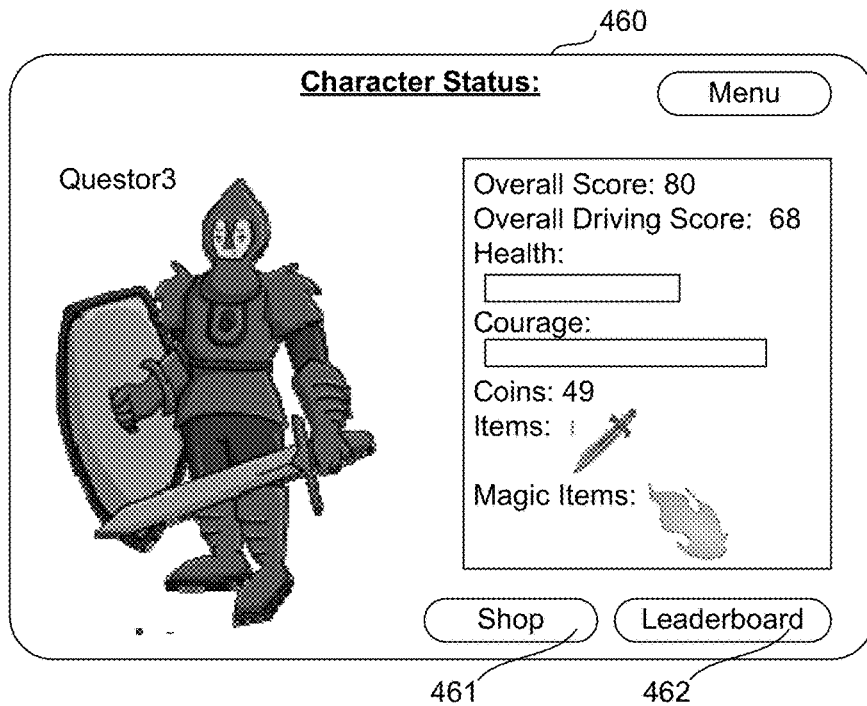 460
Character Status:
Menu
Questor3
Overall Score: 80
Overall Driving Score: 68
Health:
Courage:
Coins: 49
Items:
Magic Items:
Shop
Leaderboard
461
462